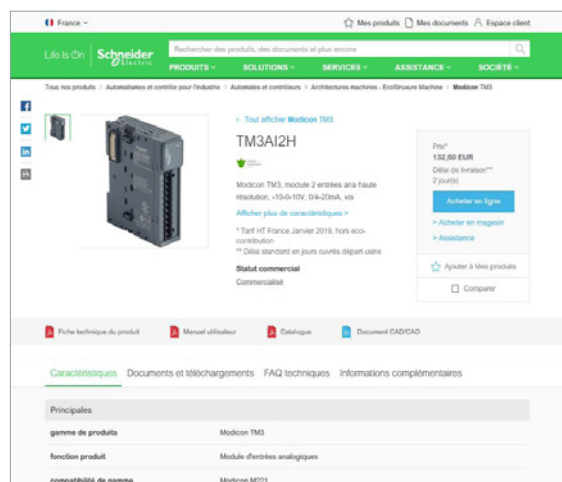 France
Mes produits Mes documents Espace client
Life Is On Schneider Electric
Rechercher des produits, des documents et plus encore
PRODUITS SOLUTIONS SERVICES ASSISTANCE SOCIÉTÉ
Tous nos produits / Automatismes et contrôle pour l'industrie / Automates et contrôleurs / Architectures machines - EcoStruxure Machine / Modicon TM3
< Tout afficher Modicon TM3
TM3AI2H
Modicon TM3, module 2 entrées ana haute
résolution, -10-0-10V, 0/4-20mA, vis
Afficher plus de caractéristiques >
* Tarif HT France Janvier 2019, hors eco-
contribution
** Délai standard en jours ouvrés départ usine
Statut commercial
Commercialisé
Prix*
132,60 EUR
Délai de livraison**
2 jour(s)
Acheter en ligne
> Acheter en magasin
> Assistance
Ajouter à Mes produits
Comparer
Fiche technique du produit Manuel utilisateur Catalogue Document CAD/CAO
Caractéristiques Documents et téléchargements FAQ techniques Informations complémentaires
Principales
gamme de produits Modicon TM3
fonction produit Module d'entrées analogiques
compatibilité de gamme Modicon M221